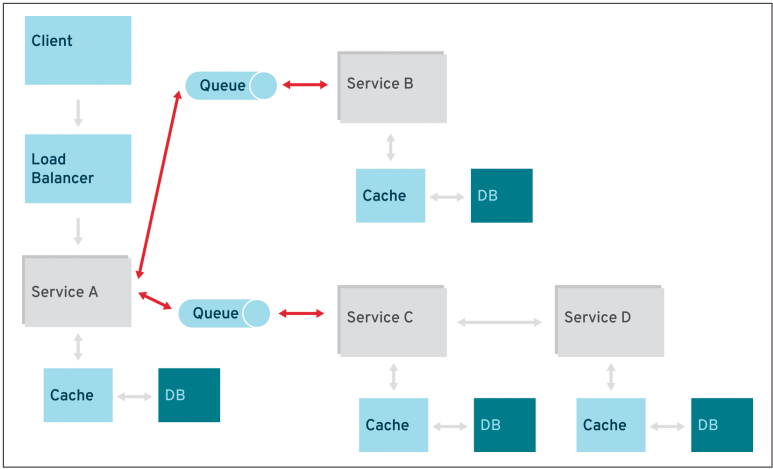 Client
Queue
Service B
Load
Balancer
Cache
DB
Service A
Queue
Service C
Service D
Cache
DB
Cache
DB
Cache
DB